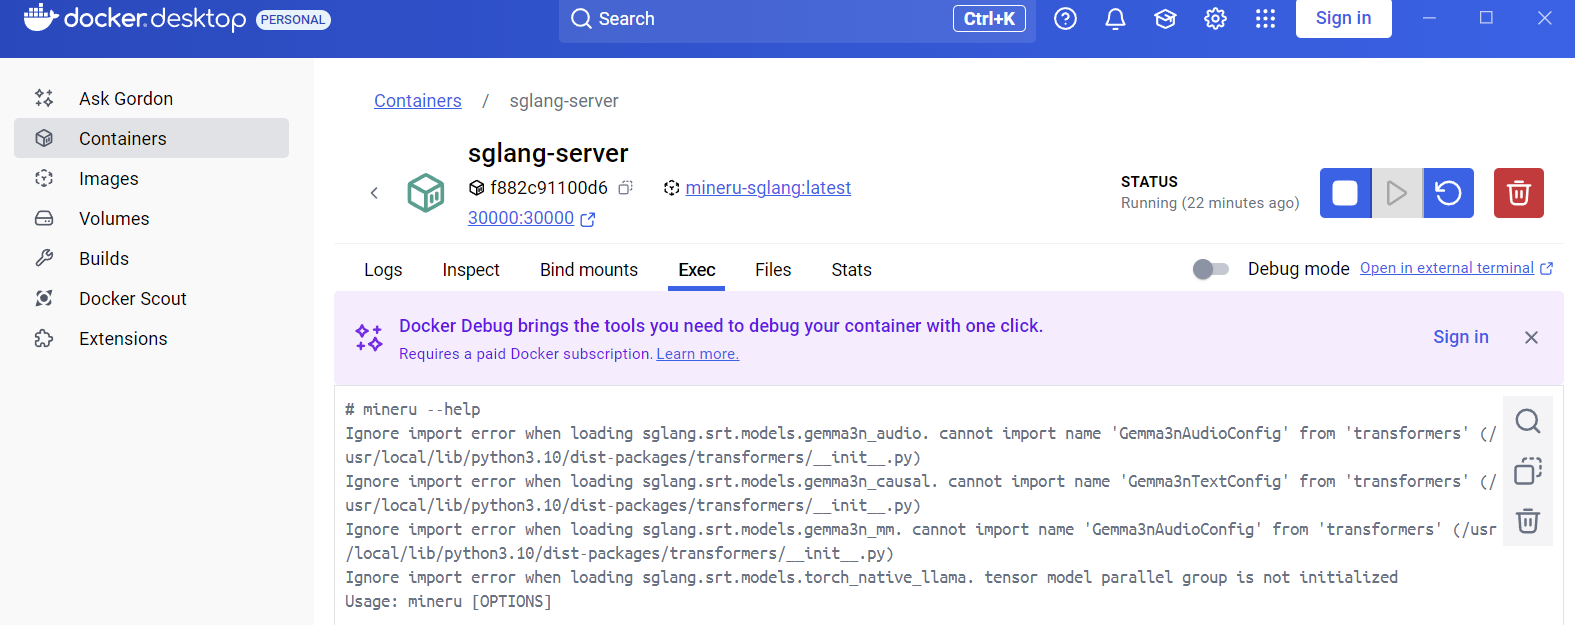 docker.desktop PERSONAL
Search
Ctrl+K
Sign in
Ask Gordon
Containers
Images
Volumes
Builds
Docker Scout
Extensions
Containers / sglang-server
sglang-server
f882c91100d6 mineru-sglang:latest
30000:30000
STATUS
Running (22 minutes ago)
Logs Inspect Bind mounts Exec Files Stats
Debug mode Open in external terminal
Docker Debug brings the tools you need to debug your container with one click.
Requires a paid Docker subscription. Learn more.
Sign in
# mineru --help
Ignore import error when loading sglang.srt.models.gemma3n_audio. cannot import name 'Gemma3nAudioConfig' from 'transformers' (/
usr/local/lib/python3.10/dist-packages/transformers/__init__.py)
Ignore import error when loading sglang.srt.models.gemma3n_causal. cannot import name 'Gemma3nTextConfig' from 'transformers' (/
usr/local/lib/python3.10/dist-packages/transformers/__init__.py)
Ignore import error when loading sglang.srt.models.gemma3n_mm. cannot import name 'Gemma3nAudioConfig' from 'transformers' (/usr
/local/lib/python3.10/dist-packages/transformers/__init__.py)
Ignore import error when loading sglang.srt.models.torch_native_llama. tensor model parallel group is not initialized
Usage: mineru [OPTIONS]